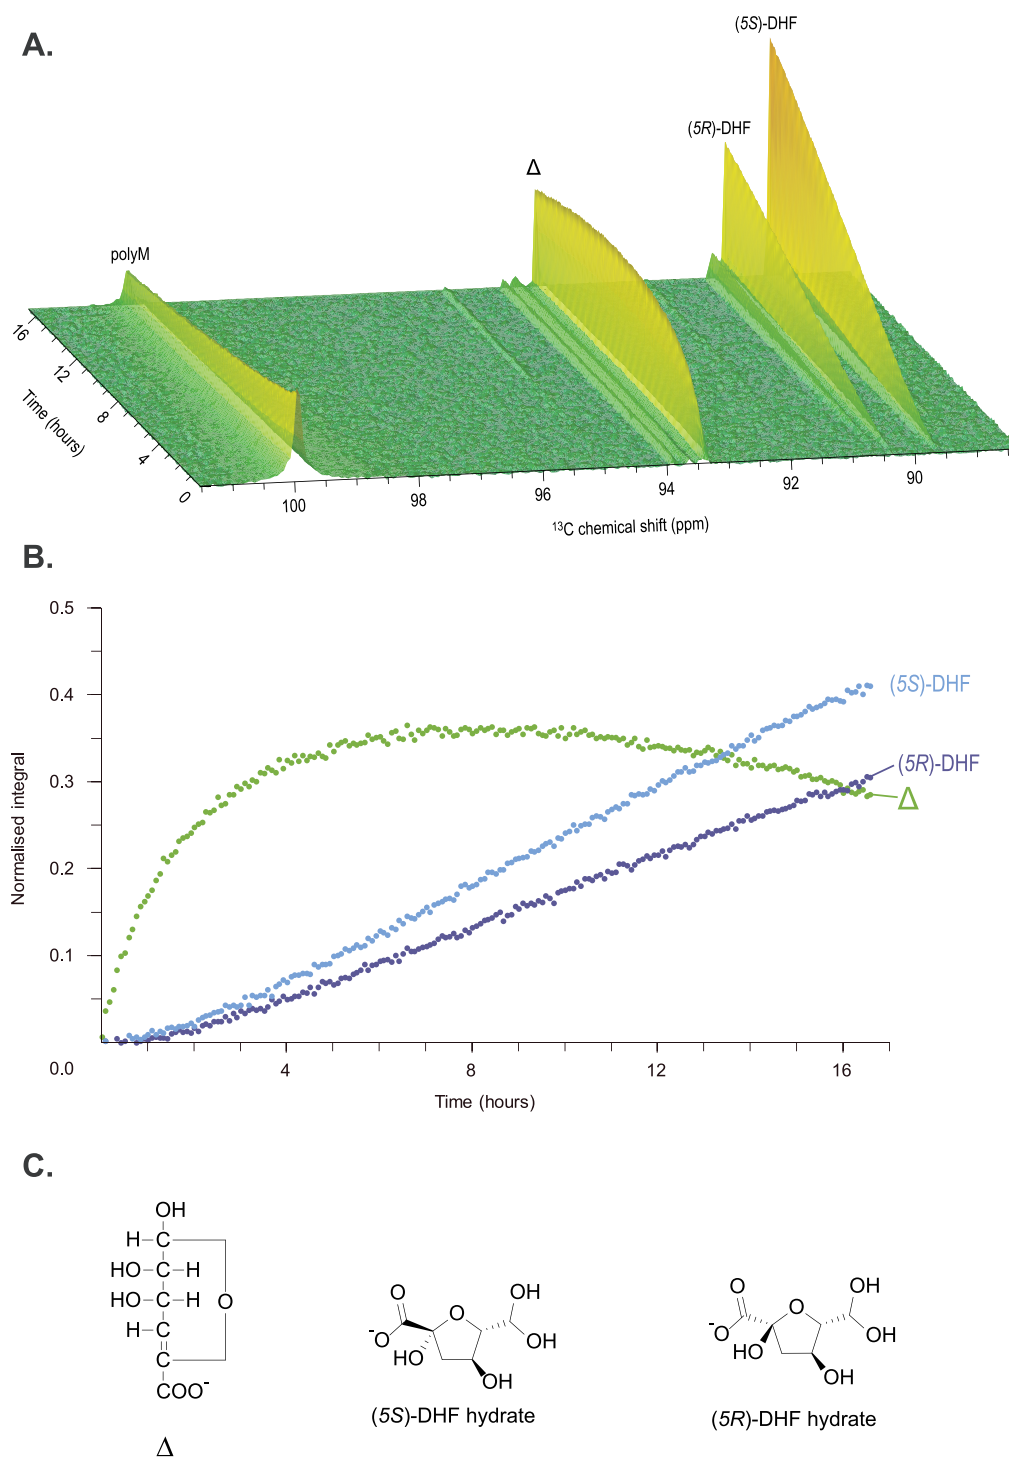 A.
(5S)-DHF
(5R)-DHF
Δ
polyM
16
12
8
4
0
Time (hours)
100
98
96
94
92
90
¹³C chemical shift (ppm)
B.
0.5
0.4
0.3
0.2
0.1
0.0
Normalised integral
4
8
12
16
Time (hours)
(5S)-DHF
(5R)-DHF
Δ
C.
OH
H–C
HO–C–H
HO–C–H
O
H–C
C
COO⁻
Δ
O
⁻O
O
OH
OH
HO
OH
(5S)-DHF hydrate
O
⁻O
O
OH
OH
HO
OH
(5R)-DHF hydrate